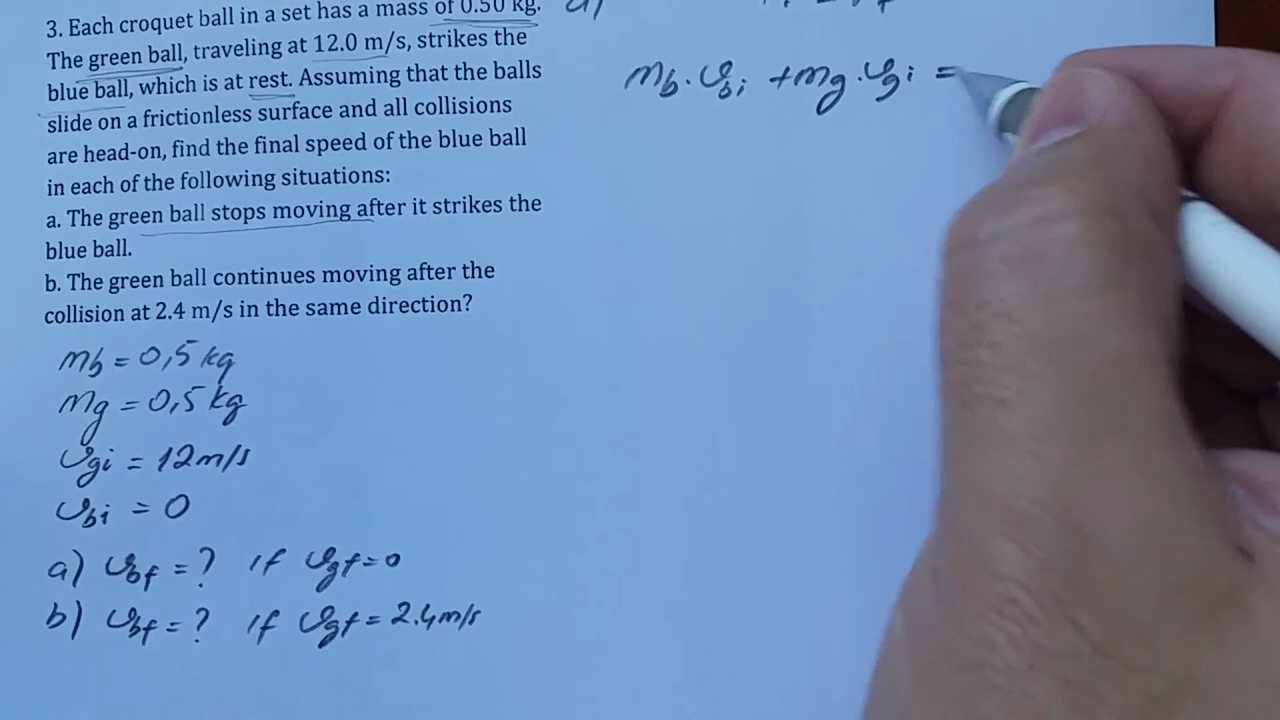 3. Each croquet ball in a set has a mass of 0.50 kg.
The green ball, traveling at 12.0 m/s, strikes the
blue ball, which is at rest. Assuming that the balls
slide on a frictionless surface and all collisions
are head-on, find the final speed of the blue ball
in each of the following situations:
a. The green ball stops moving after it strikes the
blue ball.
b. The green ball continues moving after the
collision at 2.4 m/s in the same direction?
mb = 0,5 kg
mg = 0,5 kg
vgi = 12 m/s
vbi = 0
a) vbf = ? if vgf = 0
b) vbf = ? if vgf = 2.4 m/s
a)
mb · vbi + mg · vgi =